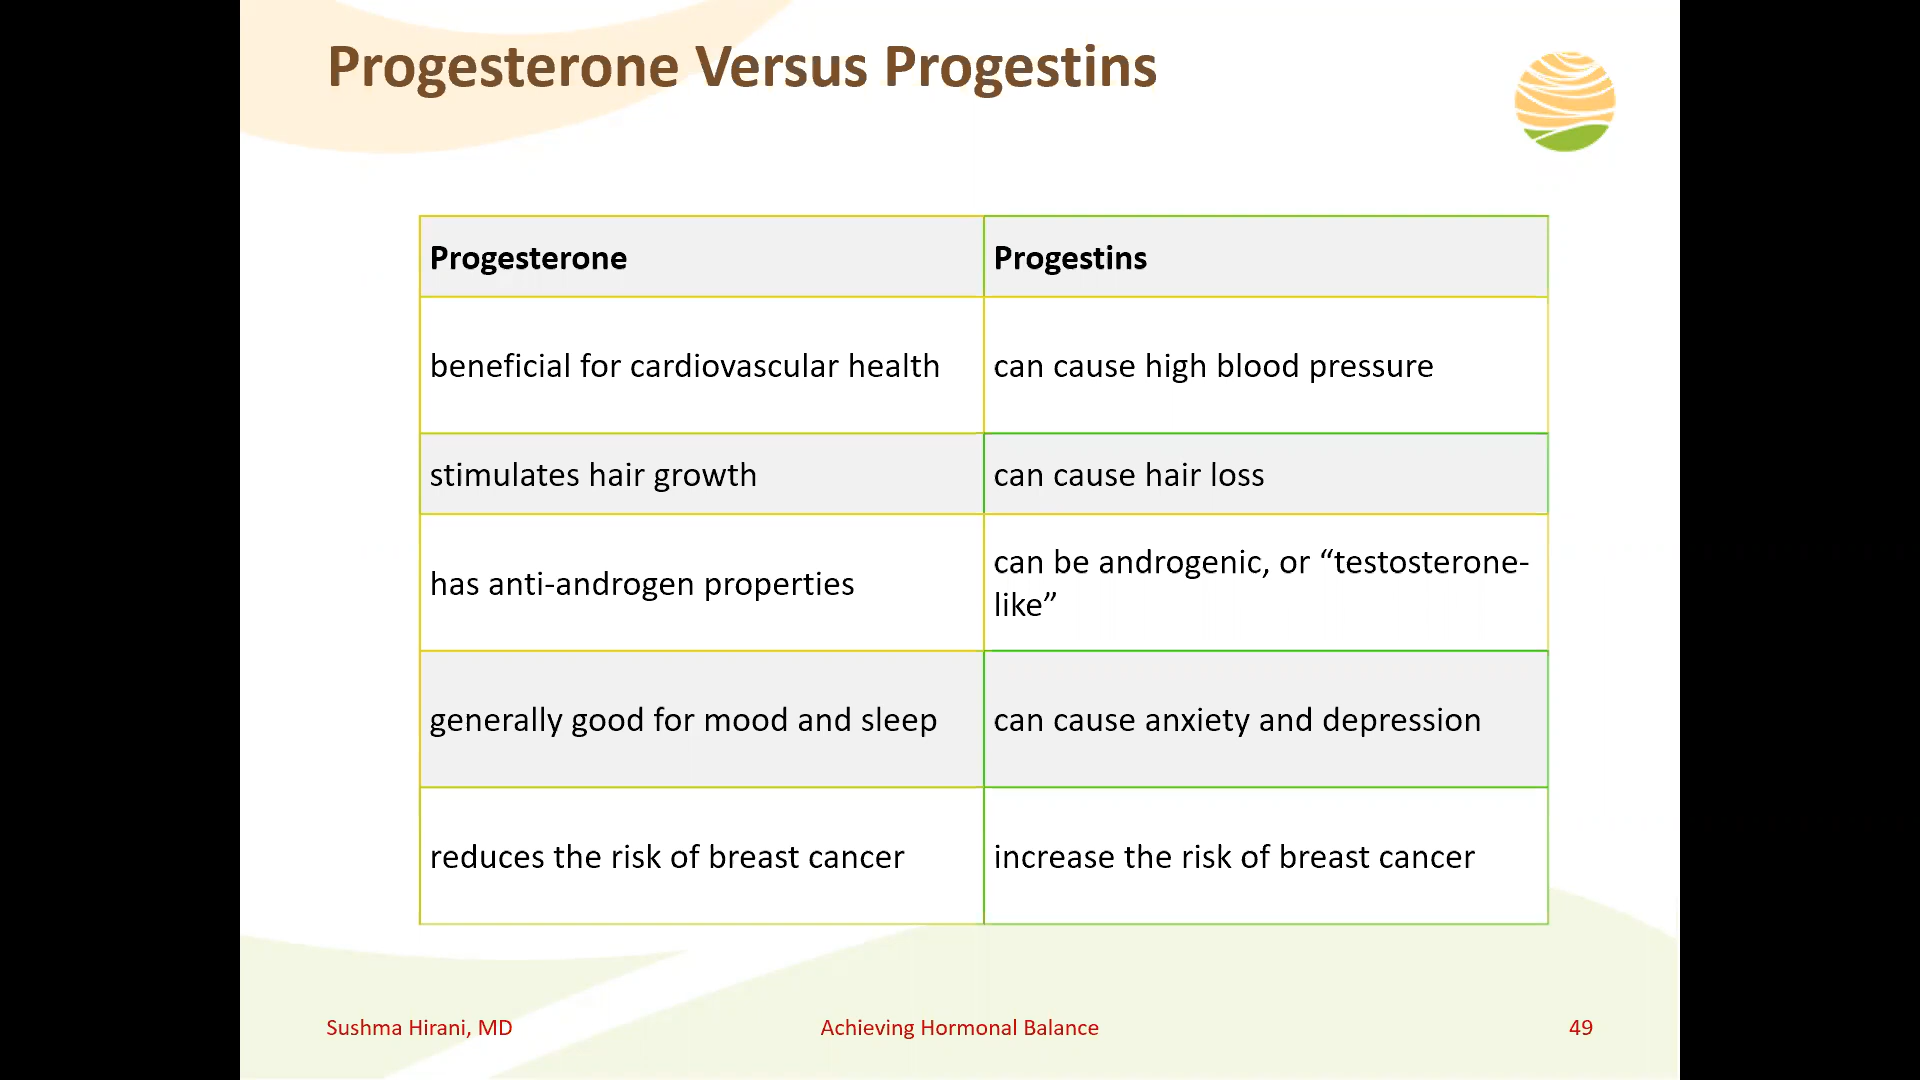 Progesterone Versus Progestins
Progesterone
Progestins
beneficial for cardiovascular health
can cause high blood pressure
stimulates hair growth
can cause hair loss
has anti-androgen properties
can be androgenic, or “testosterone-
like”
generally good for mood and sleep
can cause anxiety and depression
reduces the risk of breast cancer
increase the risk of breast cancer
Sushma Hirani, MD
Achieving Hormonal Balance
49